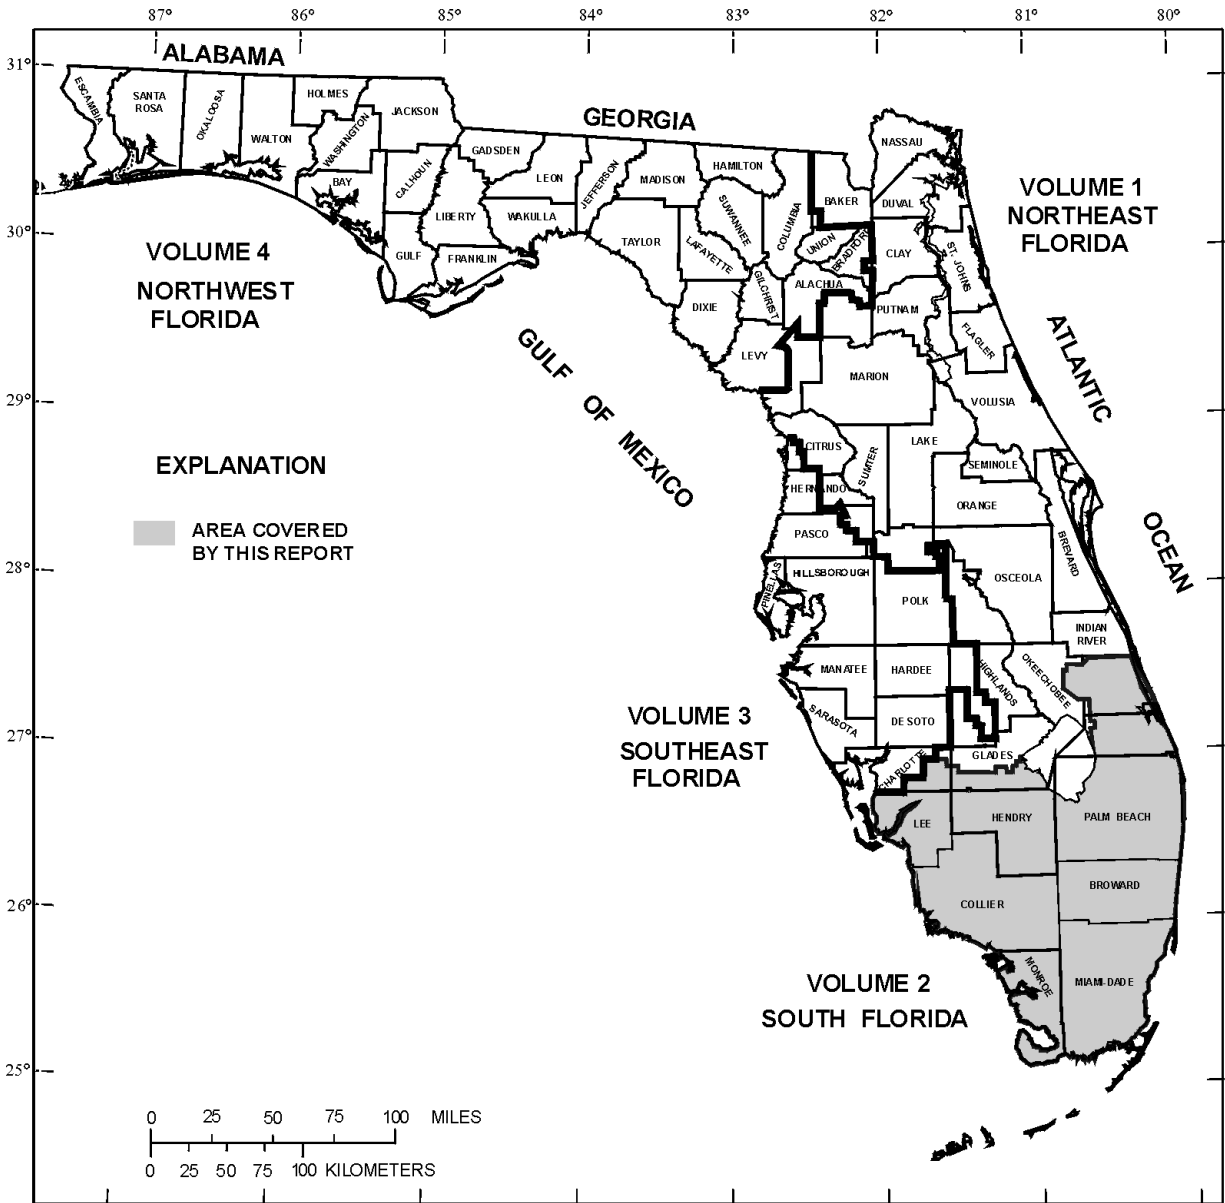 87° 86° 85° 84° 83° 82° 81° 80°
31°
30°
29°
28°
27°
26°
25°
ALABAMA
GEORGIA
ESCAMBIA
SANTA
ROSA
OKALOOSA
WALTON
HOLMES
WASHINGTON
JACKSON
BAY
CALHOUN
GULF
GADSDEN
LIBERTY
FRANKLIN
LEON
WAKULLA
JEFFERSON
MADISON
TAYLOR
HAMILTON
SUWANNEE
LAFAYETTE
DIXIE
COLUMBIA
GILCHRIST
LEVY
BAKER
UNION
BRADFORD
ALACHUA
NASSAU
DUVAL
CLAY
ST. JOHNS
PUTNAM
FLAGLER
MARION
VOLUSIA
CITRUS
SUMTER
LAKE
SEMINOLE
HERNANDO
ORANGE
PASCO
BREVARD
PINELLAS
HILLSBOROUGH
POLK
OSCEOLA
INDIAN
RIVER
MANATEE
HARDEE
HIGHLANDS
OKEECHOBEE
SARASOTA
DE SOTO
CHARLOTTE
GLADES
LEE
HENDRY
PALM BEACH
COLLIER
BROWARD
MONROE
MIAMI-DADE
VOLUME 1
NORTHEAST
FLORIDA
VOLUME 4
NORTHWEST
FLORIDA
GULF OF MEXICO
ATLANTIC
OCEAN
EXPLANATION
AREA COVERED
BY THIS REPORT
VOLUME 3
SOUTHEAST
FLORIDA
VOLUME 2
SOUTH FLORIDA
0 25 50 75 100 MILES
0 25 50 75 100 KILOMETERS